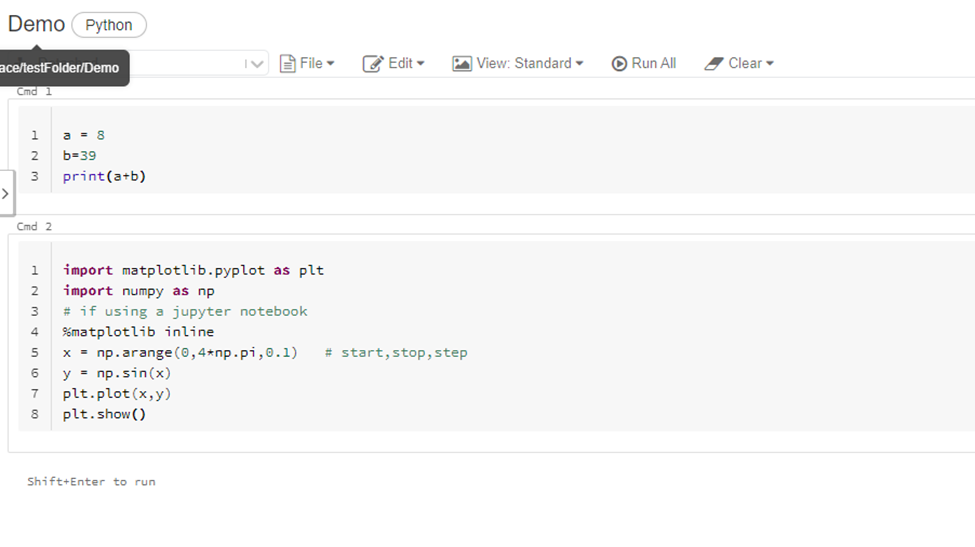 Demo Python
ace/testFolder/Demo
File Edit View: Standard Run All Clear
Cmd 1
1 a = 8
2 b=39
3 print(a+b)
Cmd 2
1 import matplotlib.pyplot as plt
2 import numpy as np
3 # if using a jupyter notebook
4 %matplotlib inline
5 x = np.arange(0,4*np.pi,0.1) # start,stop,step
6 y = np.sin(x)
7 plt.plot(x,y)
8 plt.show()
Shift+Enter to run